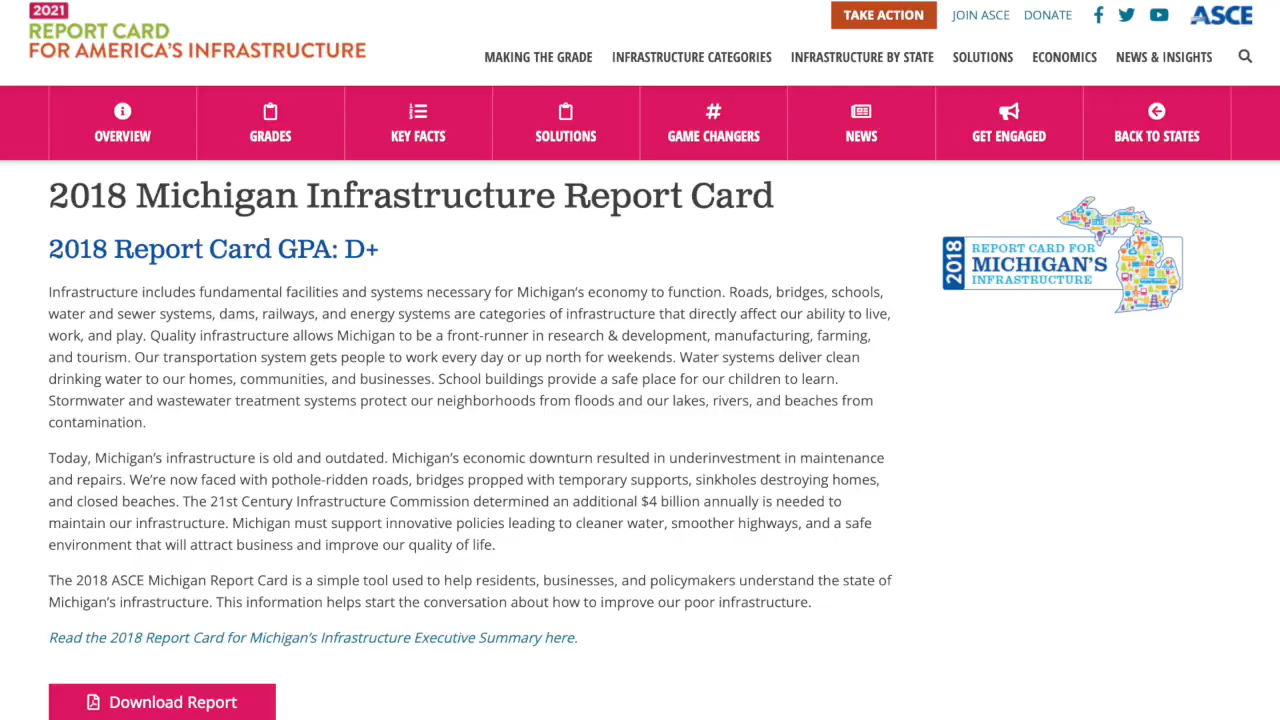 2021
REPORT CARD
FOR AMERICA'S INFRASTRUCTURE
TAKE ACTION
JOIN ASCE
DONATE
ASCE
MAKING THE GRADE
INFRASTRUCTURE CATEGORIES
INFRASTRUCTURE BY STATE
SOLUTIONS
ECONOMICS
NEWS & INSIGHTS
OVERVIEW
GRADES
KEY FACTS
SOLUTIONS
GAME CHANGERS
NEWS
GET ENGAGED
BACK TO STATES
2018 Michigan Infrastructure Report Card
2018 Report Card GPA: D+
Infrastructure includes fundamental facilities and systems necessary for Michigan's economy to function. Roads, bridges, schools,
water and sewer systems, dams, railways, and energy systems are categories of infrastructure that directly affect our ability to live,
work, and play. Quality infrastructure allows Michigan to be a front-runner in research & development, manufacturing, farming,
and tourism. Our transportation system gets people to work every day or up north for weekends. Water systems deliver clean
drinking water to our homes, communities, and businesses. School buildings provide a safe place for our children to learn.
Stormwater and wastewater treatment systems protect our neighborhoods from floods and our lakes, rivers, and beaches from
contamination.
Today, Michigan's infrastructure is old and outdated. Michigan's economic downturn resulted in underinvestment in maintenance
and repairs. We're now faced with pothole-ridden roads, bridges propped with temporary supports, sinkholes destroying homes,
and closed beaches. The 21st Century Infrastructure Commission determined an additional $4 billion annually is needed to
maintain our infrastructure. Michigan must support innovative policies leading to cleaner water, smoother highways, and a safe
environment that will attract business and improve our quality of life.
The 2018 ASCE Michigan Report Card is a simple tool used to help residents, businesses, and policymakers understand the state of
Michigan's infrastructure. This information helps start the conversation about how to improve our poor infrastructure.
Read the 2018 Report Card for Michigan's Infrastructure Executive Summary here.
Download Report
2018
REPORT CARD FOR
MICHIGAN'S
INFRASTRUCTURE